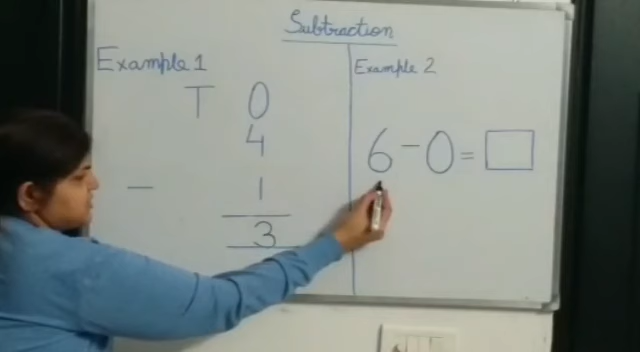 Subtraction
Example 1
T O
4
- 1
3
Example 2
6 - 0 =